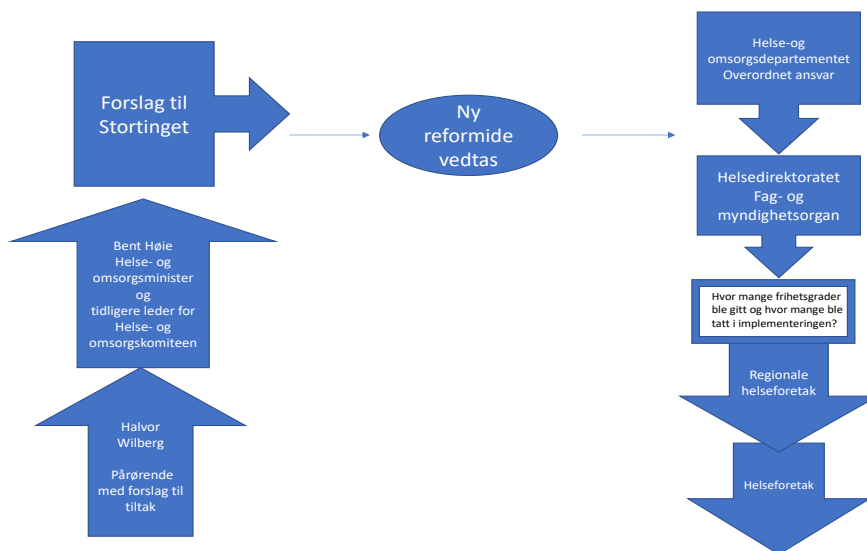 Forslag til
Stortinget
Bent Høie
Helse- og
omsorgsminister
og
tidligere leder for
Helse- og
omsorgskomiteen
Halvor
Wilberg
Pårørende
med forslag til
tiltak
Ny
reformide
vedtas
Helse-og
omsorgsdepartementet
Overordnet ansvar
Helsedirektoratet
Fag- og
myndighetsorgan
Hvor mange frihetsgrader
ble gitt og hvor mange ble
tatt i implementeringen?
Regionale
helseforetak
Helseforetak